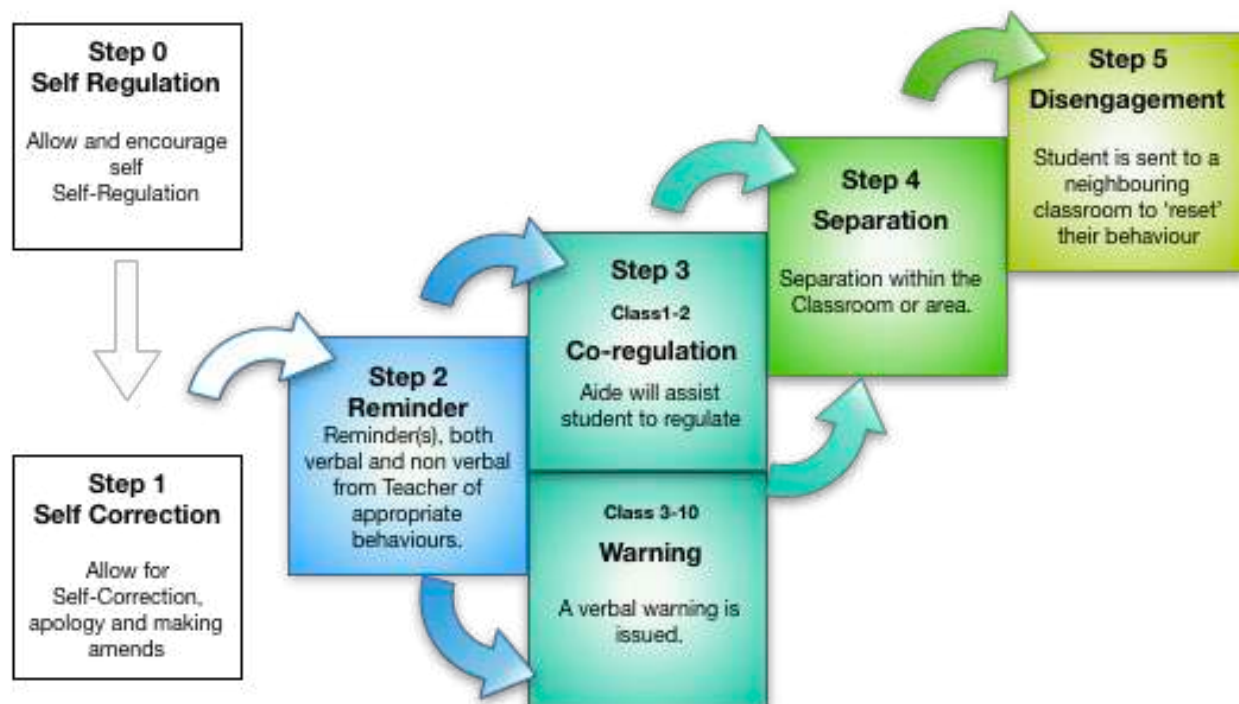 Step 0
Self Regulation
Allow and encourage
self
Self-Regulation
Step 1
Self Correction
Allow for
Self-Correction,
apology and making
amends
Step 2
Reminder
Reminder(s), both
verbal and non verbal
from Teacher of
appropriate
behaviours.
Step 3
Class1-2
Co-regulation
Aide will assist
student to regulate
Class 3-10
Warning
A verbal warning is
issued.
Step 4
Separation
Separation within the
Classroom or area.
Step 5
Disengagement
Student is sent to a
neighbouring
classroom to ‘reset’
their behaviour